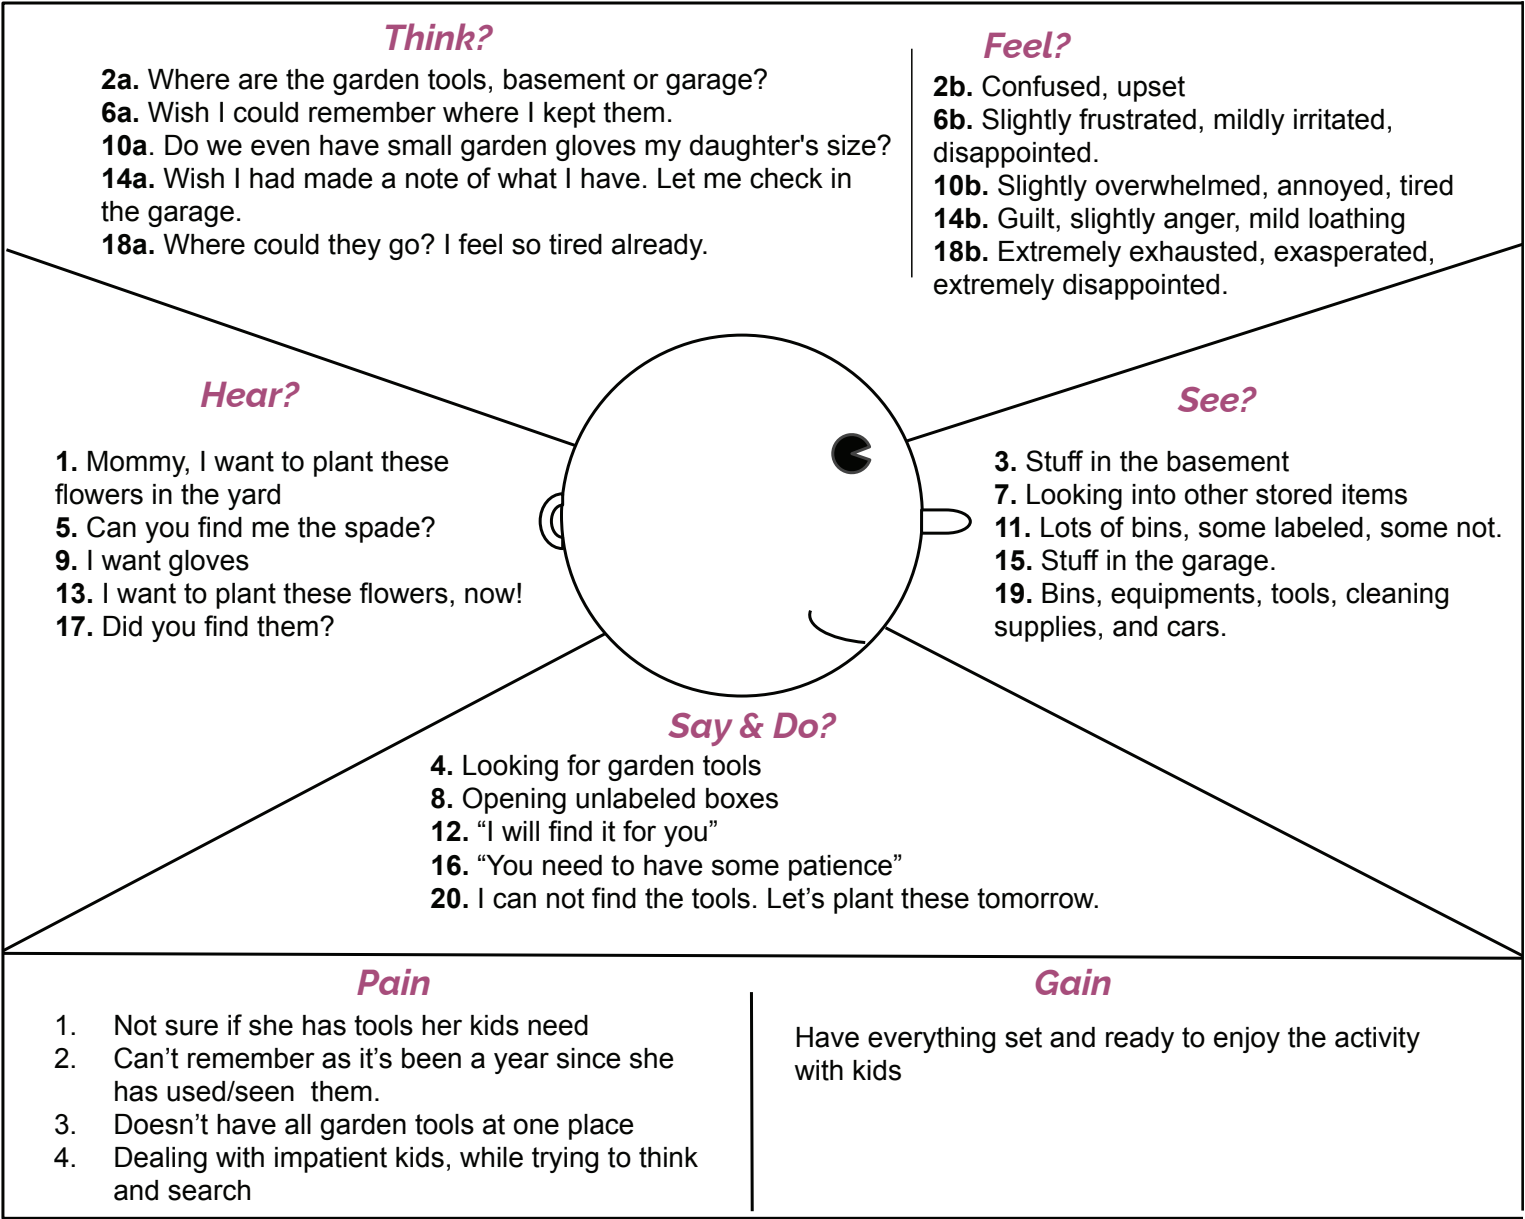 Think?
2a. Where are the garden tools, basement or garage?
6a. Wish I could remember where I kept them.
10a. Do we even have small garden gloves my daughter's size?
14a. Wish I had made a note of what I have. Let me check in
the garage.
18a. Where could they go? I feel so tired already.
Feel?
2b. Confused, upset
6b. Slightly frustrated, mildly irritated,
disappointed.
10b. Slightly overwhelmed, annoyed, tired
14b. Guilt, slightly anger, mild loathing
18b. Extremely exhausted, exasperated,
extremely disappointed.
Hear?
1. Mommy, I want to plant these
flowers in the yard
5. Can you find me the spade?
9. I want gloves
13. I want to plant these flowers, now!
17. Did you find them?
See?
3. Stuff in the basement
7. Looking into other stored items
11. Lots of bins, some labeled, some not.
15. Stuff in the garage.
19. Bins, equipments, tools, cleaning
supplies, and cars.
Say & Do?
4. Looking for garden tools
8. Opening unlabeled boxes
12. “I will find it for you”
16. “You need to have some patience”
20. I can not find the tools. Let’s plant these tomorrow.
Pain
1. Not sure if she has tools her kids need
2. Can’t remember as it’s been a year since she
has used/seen them.
3. Doesn’t have all garden tools at one place
4. Dealing with impatient kids, while trying to think
and search
Gain
Have everything set and ready to enjoy the activity
with kids